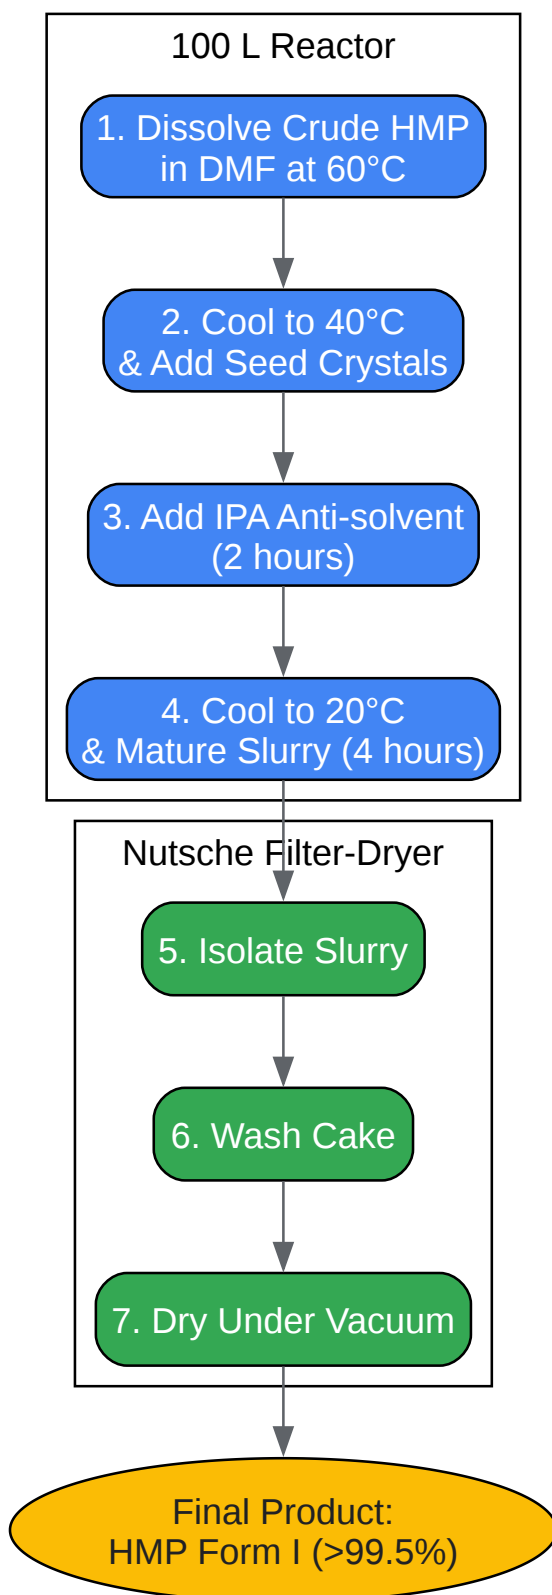 100 L Reactor
1. Dissolve Crude HMP
in DMF at 60°C
2. Cool to 40°C
& Add Seed Crystals
3. Add IPA Anti-solvent
(2 hours)
4. Cool to 20°C
& Mature Slurry (4 hours)
Nutsche Filter-Dryer
5. Isolate Slurry
6. Wash Cake
7. Dry Under Vacuum
Final Product:
HMP Form I (>99.5%)